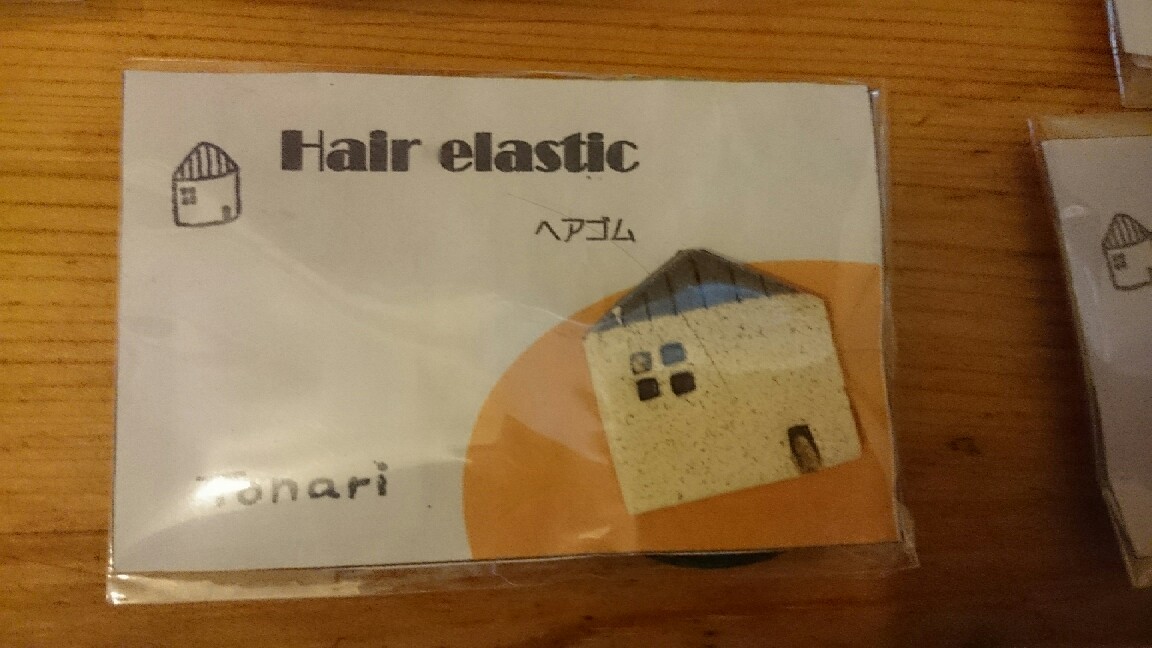 Hair elastic
ヘアゴム
Tonari